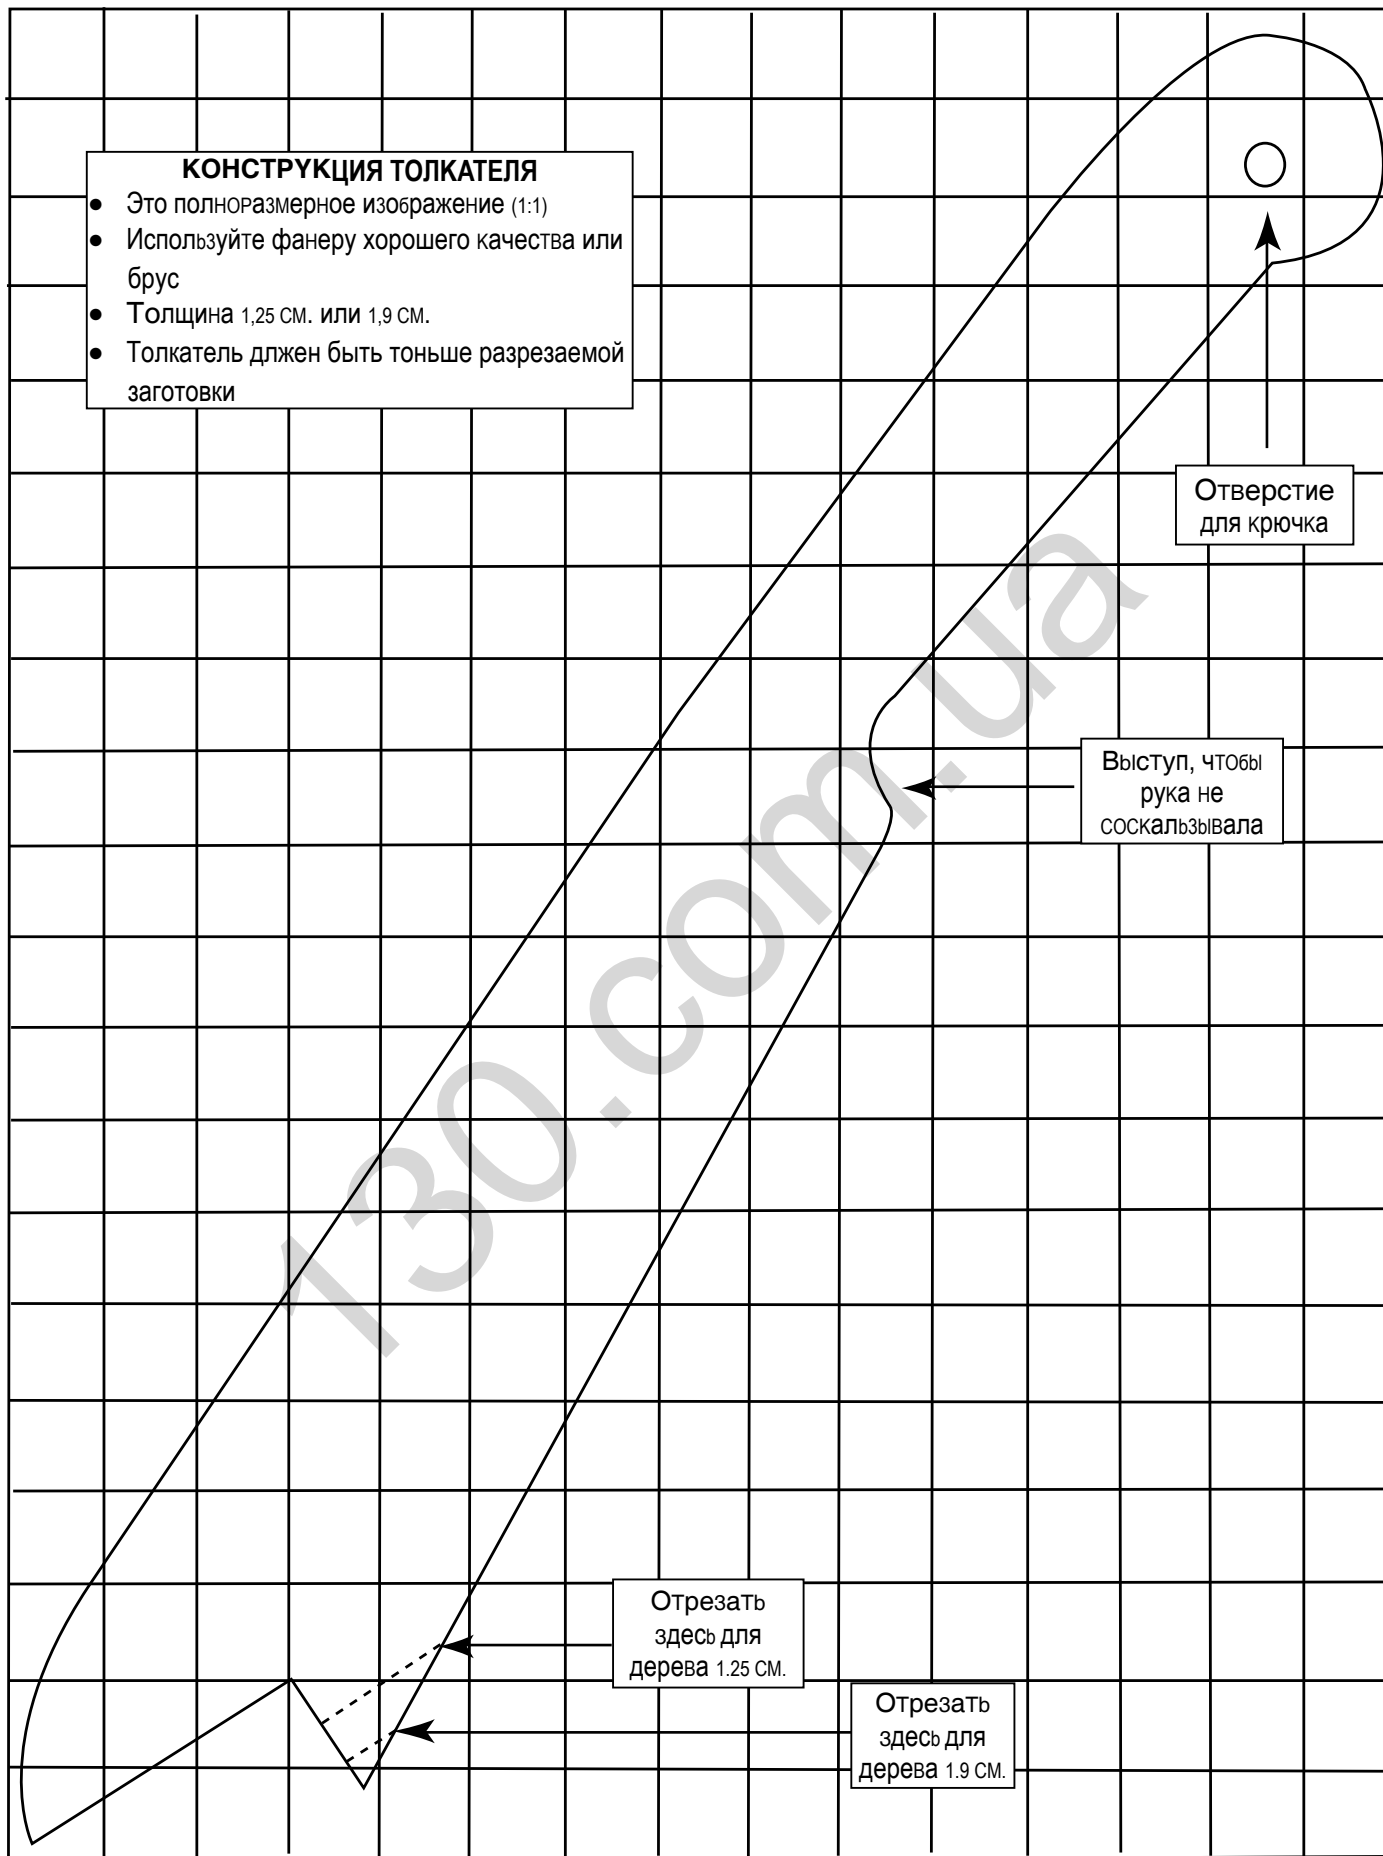 КОНСТРУКЦИЯ ТОЛКАТЕЛЯ
● Это полноразмерное изображение (1:1)
● Используйте фанеру хорошего качества или
брус
● Толщина 1,25 СМ. или 1,9 СМ.
● Толкатель длжен быть тоньше разрезаемой
заготовки
Отверстие
для крючка
Выступ, чтобы
рука не
соскальзывала
Отрезать
здесь для
дерева 1.25 СМ.
Отрезать
здесь для
дерева 1.9 СМ.
130.com.ua